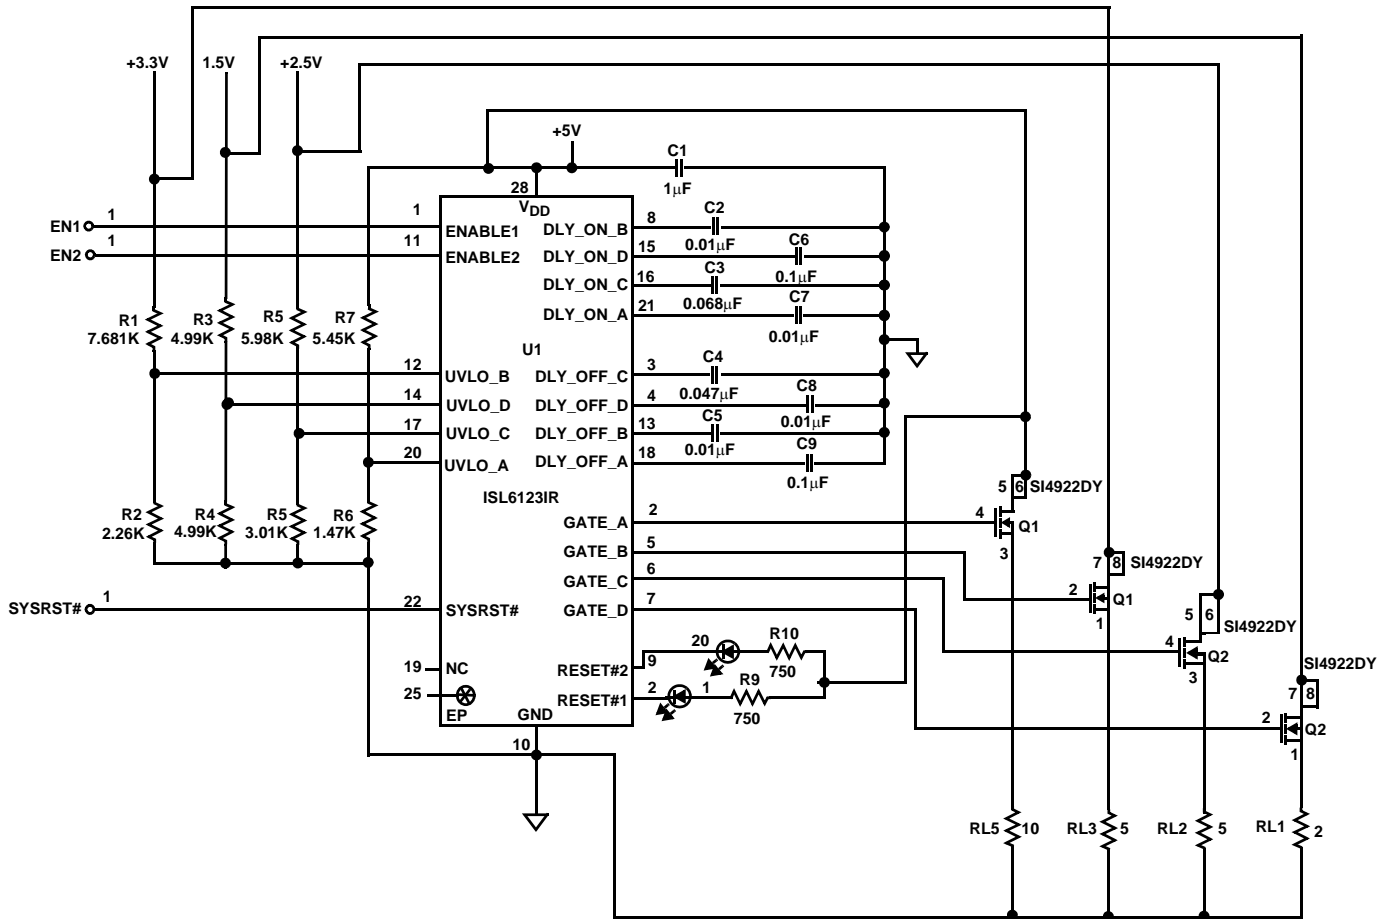 +3.3V 1.5V +2.5V
+5V
C1
1μF
28
VDD
EN1 1 1 ENABLE1
EN2 1 11 ENABLE2
DLY_ON_B 8 C2 0.01μF
DLY_ON_D 15 C6 0.1μF
DLY_ON_C 16 C3 0.068μF
DLY_ON_A 21 C7 0.01μF
R1 7.681K
R3 4.99K
R5 5.98K
R7 5.45K
U1
12 UVLO_B
14 UVLO_D
17 UVLO_C
20 UVLO_A
DLY_OFF_C 3 C4 0.047μF
DLY_OFF_D 4 C8 0.01μF
DLY_OFF_B 13 C5 0.01μF
DLY_OFF_A 18 C9 0.1μF
ISL6123IR
R2 2.26K
R4 4.99K
R5 3.01K
R6 1.47K
GATE_A 2
GATE_B 5
GATE_C 6
GATE_D 7
5 6 SI4922DY
4 Q1
3
7 8 SI4922DY
2 Q1
1
5 6 SI4922DY
4 Q2
3
7 8 SI4922DY
2 Q2
1
SYSRST# 1 22 SYSRST#
19 NC
25 EP
RESET#2 9 20 R10 750
RESET#1 2 1 R9 750
GND
10
RL5 10 RL3 5 RL2 5 RL1 2